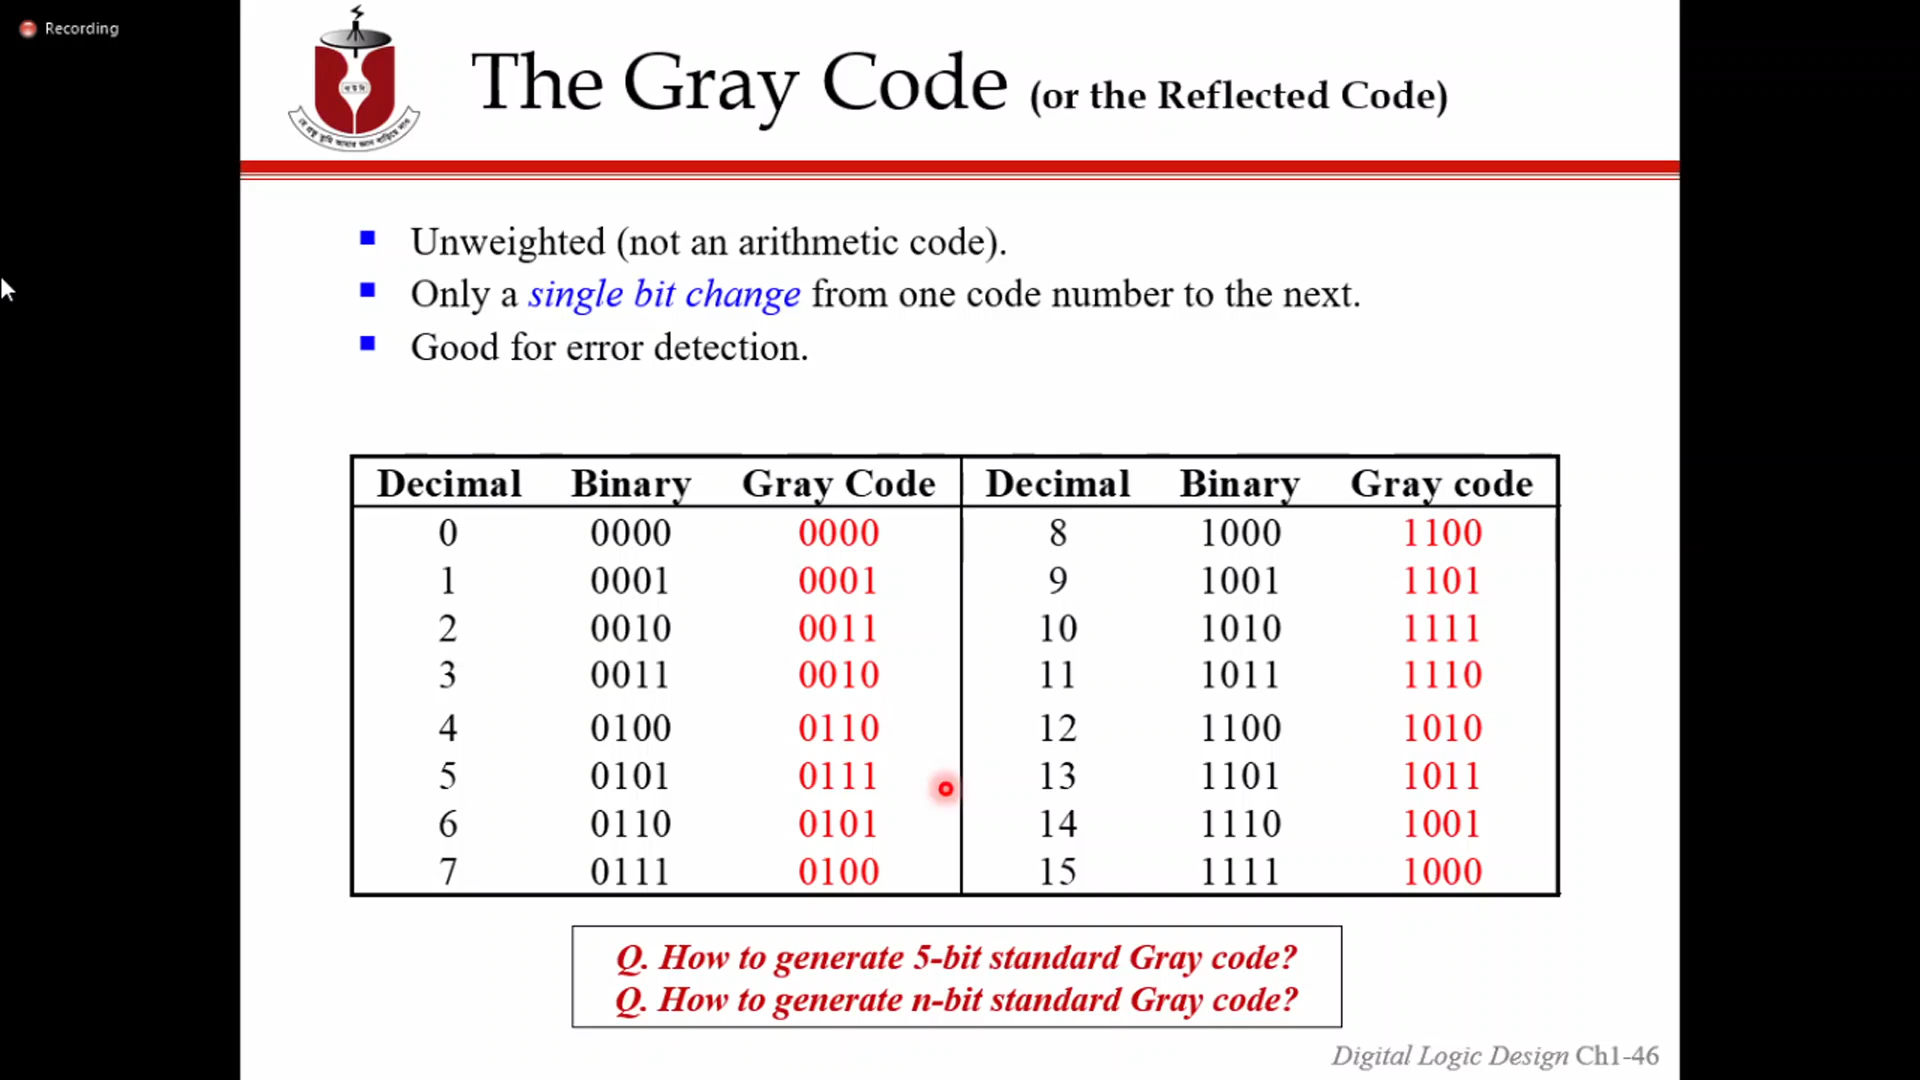 Recording
The Gray Code (or the Reflected Code)
Unweighted (not an arithmetic code).
Only a single bit change from one code number to the next.
Good for error detection.
Decimal Binary Gray Code Decimal Binary Gray code
0 0000 0000 8 1000 1100
1 0001 0001 9 1001 1101
2 0010 0011 10 1010 1111
3 0011 0010 11 1011 1110
4 0100 0110 12 1100 1010
5 0101 0111 13 1101 1011
6 0110 0101 14 1110 1001
7 0111 0100 15 1111 1000
Q. How to generate 5-bit standard Gray code?
Q. How to generate n-bit standard Gray code?
Digital Logic Design Ch1-46